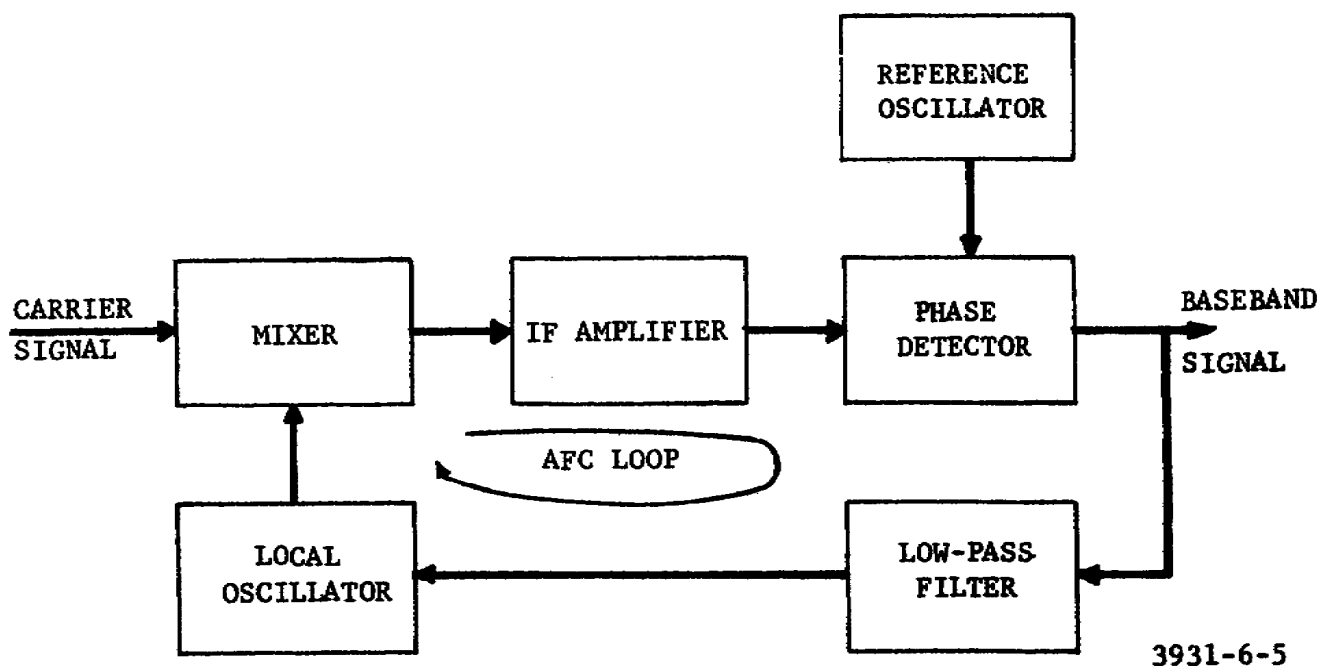 REFERENCE
OSCILLATOR
CARRIER
SIGNAL
MIXER
IF AMPLIFIER
PHASE
DETECTOR
BASEBAND
SIGNAL
AFC LOOP
LOCAL
OSCILLATOR
LOW-PASS
FILTER
3931-6-5